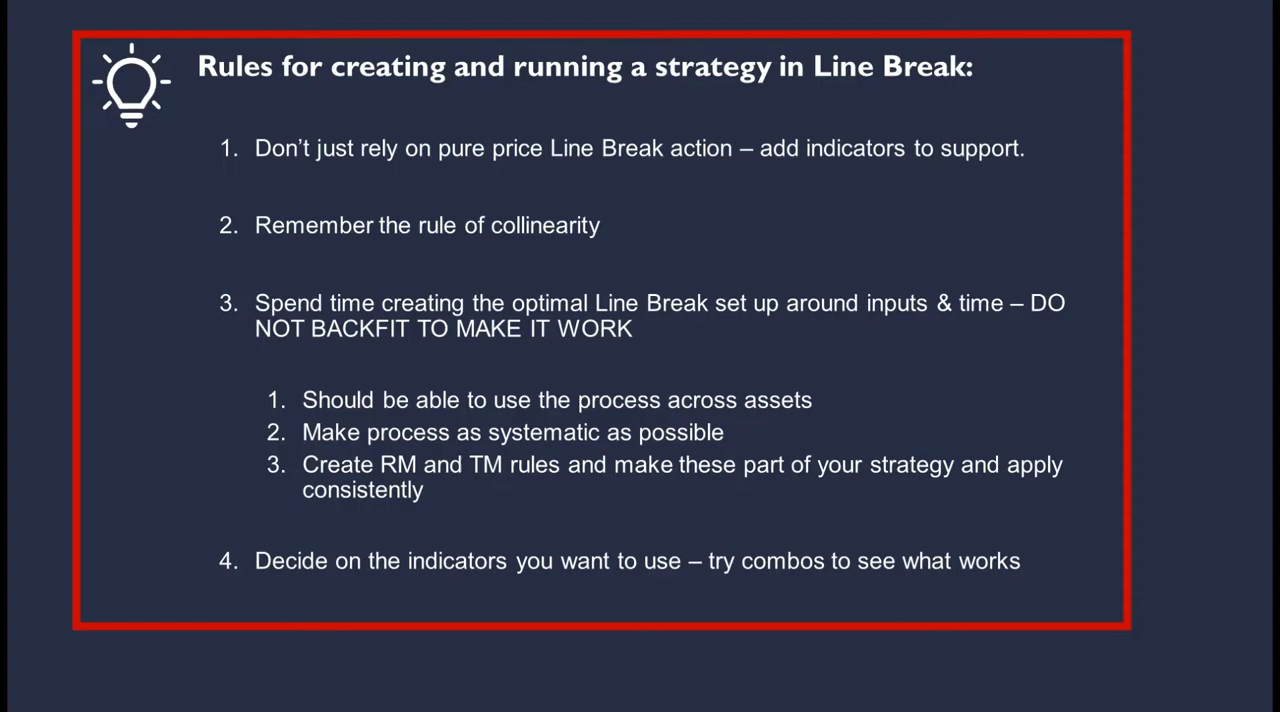 Rules for creating and running a strategy in Line Break:
1. Don’t just rely on pure price Line Break action – add indicators to support.
2. Remember the rule of collinearity
3. Spend time creating the optimal Line Break set up around inputs & time – DO
NOT BACKFIT TO MAKE IT WORK
1. Should be able to use the process across assets
2. Make process as systematic as possible
3. Create RM and TM rules and make these part of your strategy and apply
consistently
4. Decide on the indicators you want to use – try combos to see what works